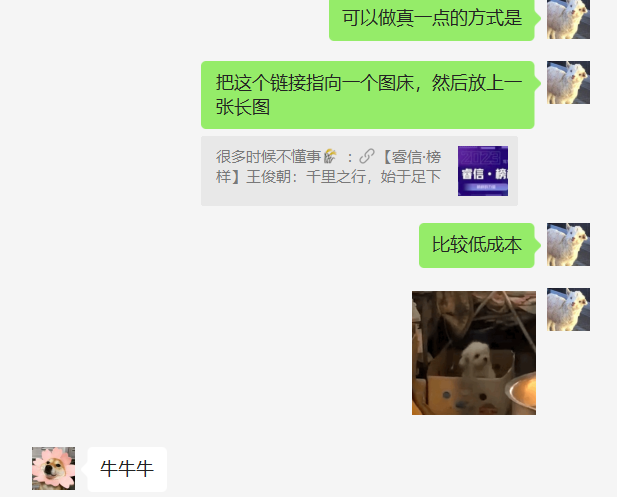 可以做真一点的方式是
把这个链接指向一个图床，然后放上一
张长图
很多时候不懂事 ：【睿信·榜
样】王俊朝：千里之行，始于足下
睿信·榜
比较低成本
牛牛牛